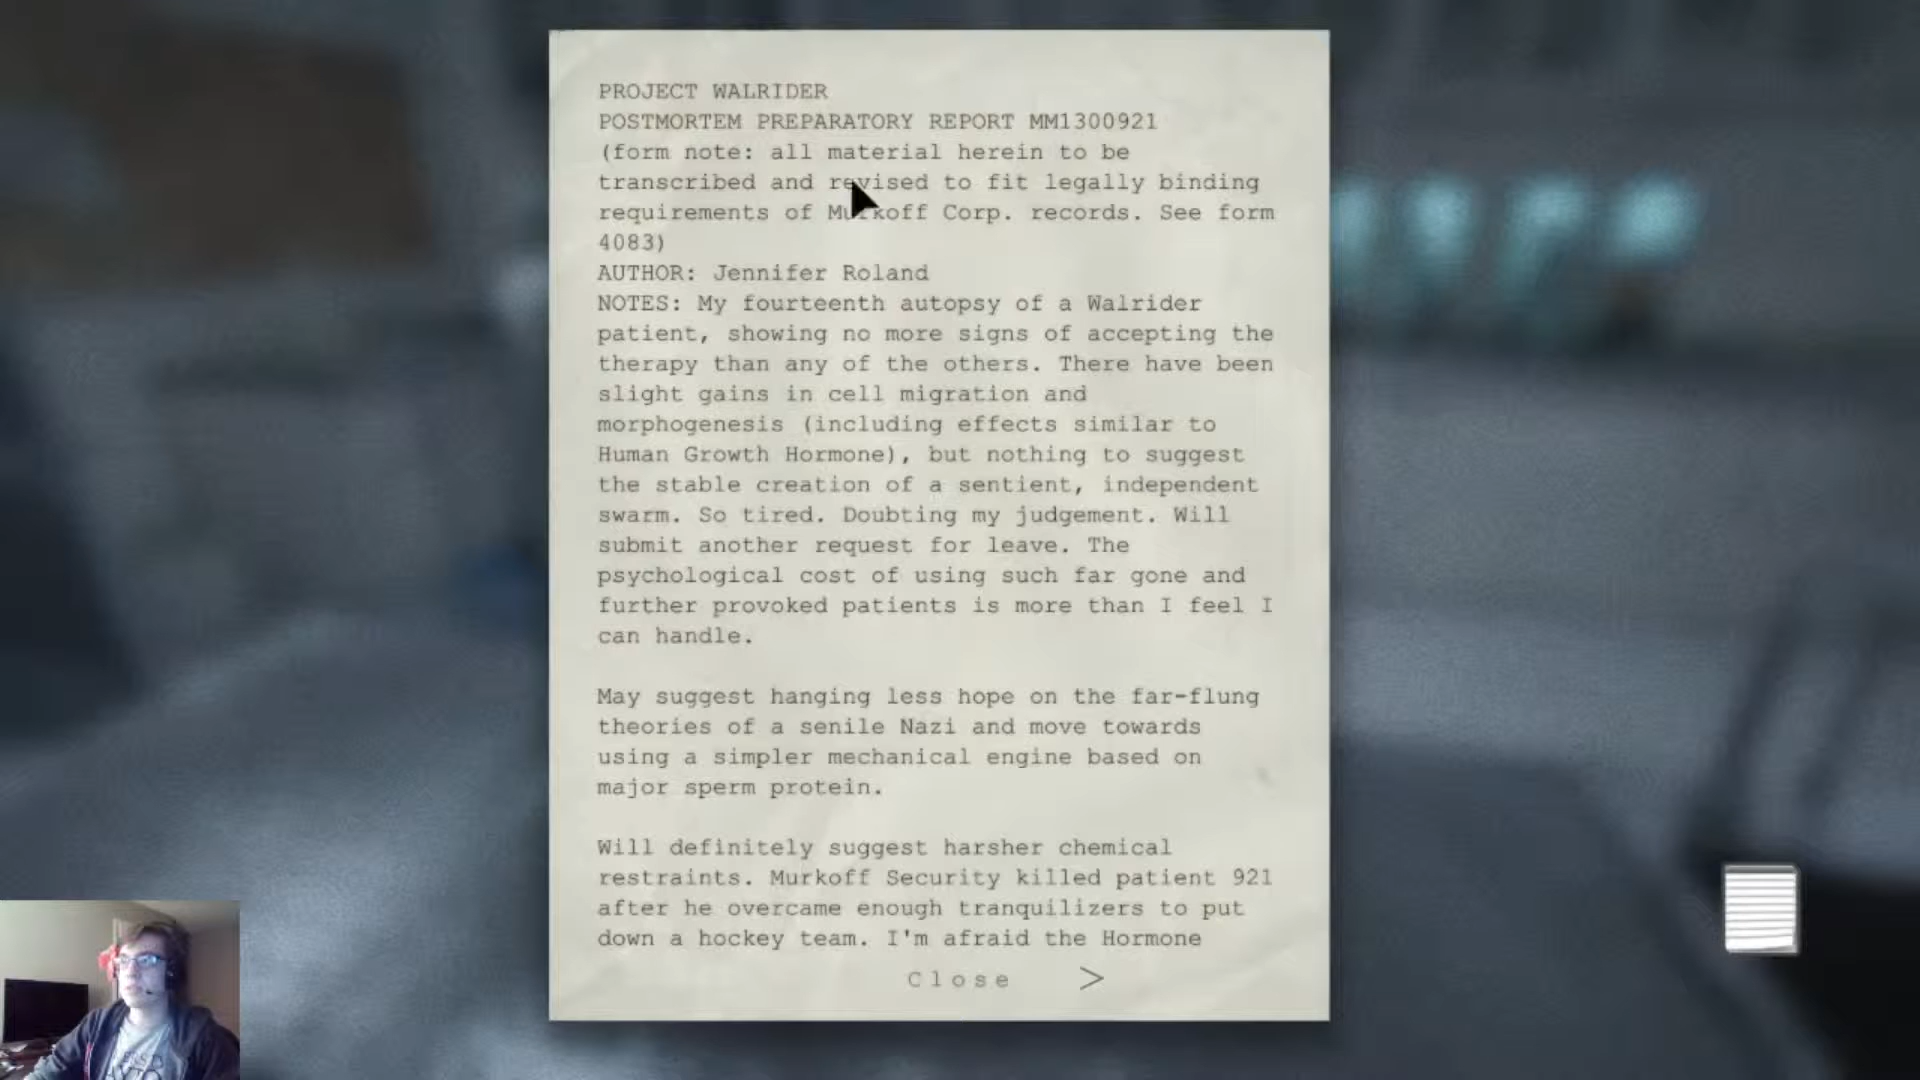 PROJECT WALRIDER
POSTMORTEM PREPARATORY REPORT MM1300921
(form note: all material herein to be
transcribed and revised to fit legally binding
requirements of Murkoff Corp. records. See form
4083)
AUTHOR: Jennifer Roland
NOTES: My fourteenth autopsy of a Walrider
patient, showing no more signs of accepting the
therapy than any of the others. There have been
slight gains in cell migration and
morphogenesis (including effects similar to
Human Growth Hormone), but nothing to suggest
the stable creation of a sentient, independent
swarm. So tired. Doubting my judgement. Will
submit another request for leave. The
psychological cost of using such far gone and
further provoked patients is more than I feel I
can handle.
May suggest hanging less hope on the far-flung
theories of a senile Nazi and move towards
using a simpler mechanical engine based on
major sperm protein.
Will definitely suggest harsher chemical
restraints. Murkoff Security killed patient 921
after he overcame enough tranquilizers to put
down a hockey team. I'm afraid the Hormone
Close >